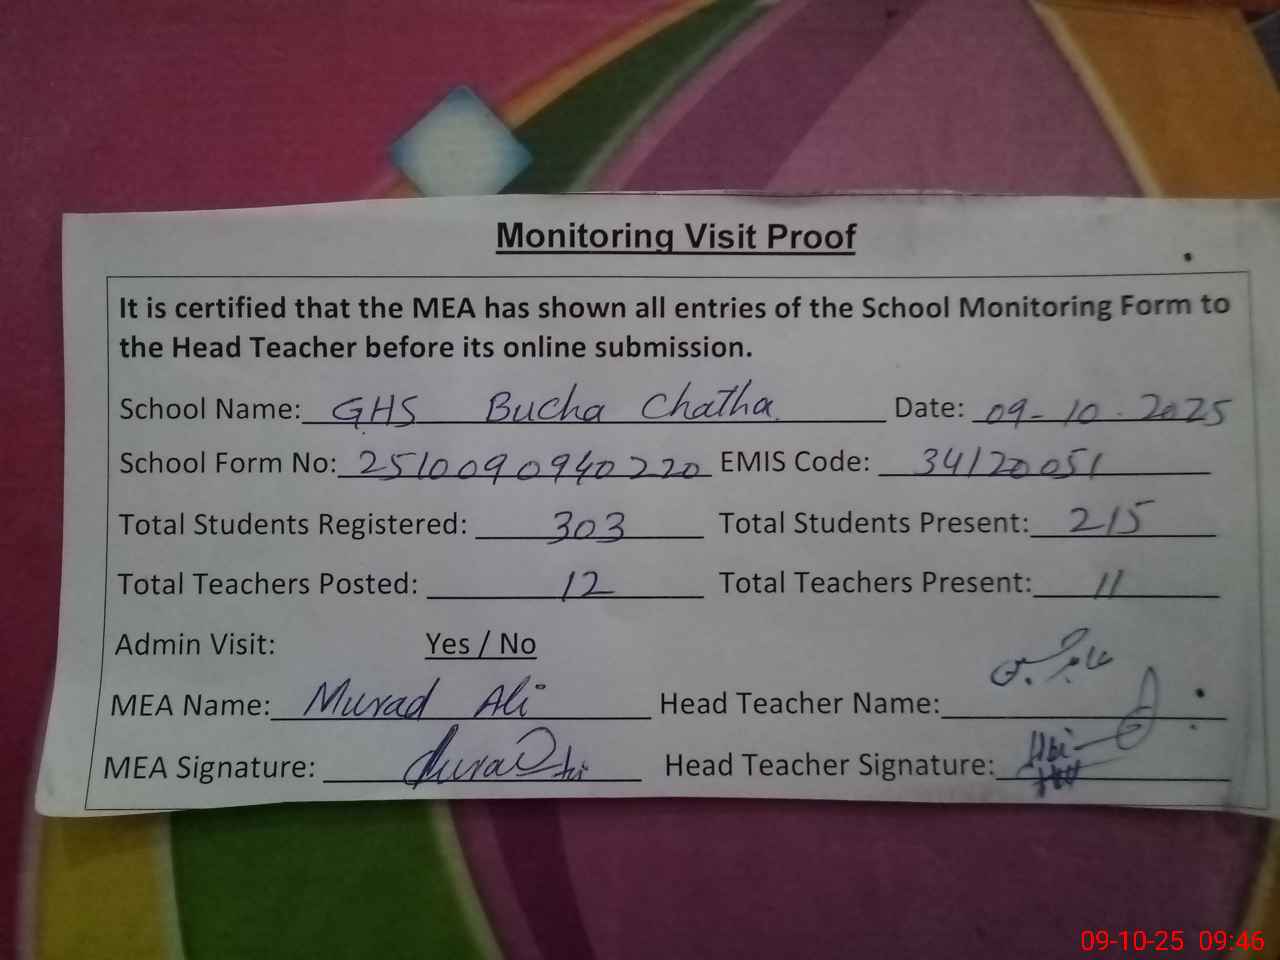 Monitoring Visit Proof
It is certified that the MEA has shown all entries of the School Monitoring Form to
the Head Teacher before its online submission.
School Name: GHS Bucha Chatha Date: 09-10.2025
School Form No: 2510090940220 EMIS Code: 34120051
Total Students Registered: 303 Total Students Present: 215
Total Teachers Posted: 12 Total Teachers Present: 11
Admin Visit: Yes / No
MEA Name: Murad Ali Head Teacher Name:
MEA Signature: Head Teacher Signature:
09-10-25 09:46